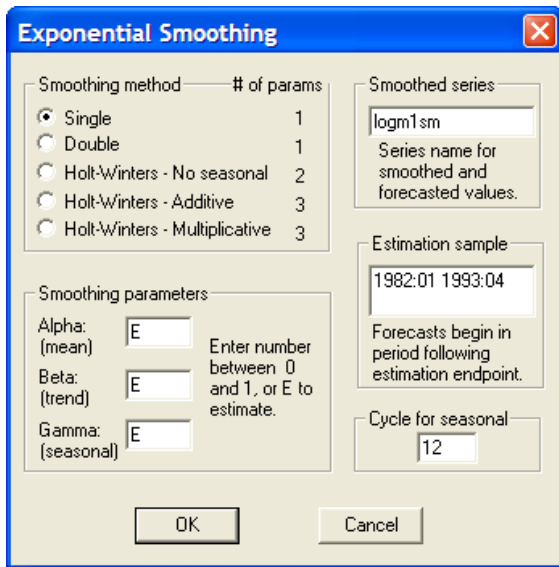 Exponential Smoothing
Smoothing method # of params
Single 1
Double 1
Holt-Winters - No seasonal 2
Holt-Winters - Additive 3
Holt-Winters - Multiplicative 3
Smoothing parameters
Alpha: E
(mean)
Beta: E
(trend)
Gamma: E
(seasonal)
Enter number
between 0
and 1, or E to
estimate.
Smoothed series
logm1sm
Series name for
smoothed and
forecasted values.
Estimation sample
1982:01 1993:04
Forecasts begin in
period following
estimation endpoint.
Cycle for seasonal
12
OK
Cancel